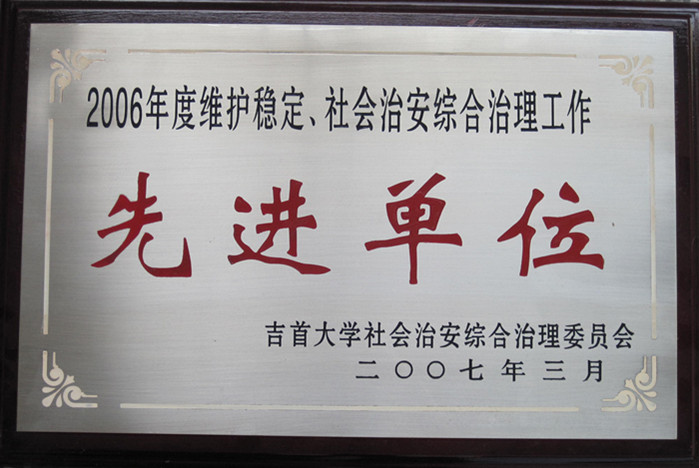 2006年度维护稳定、社会治安综合治理工作
先进单位
吉首大学社会治安综合治理委员会
二〇〇七年三月